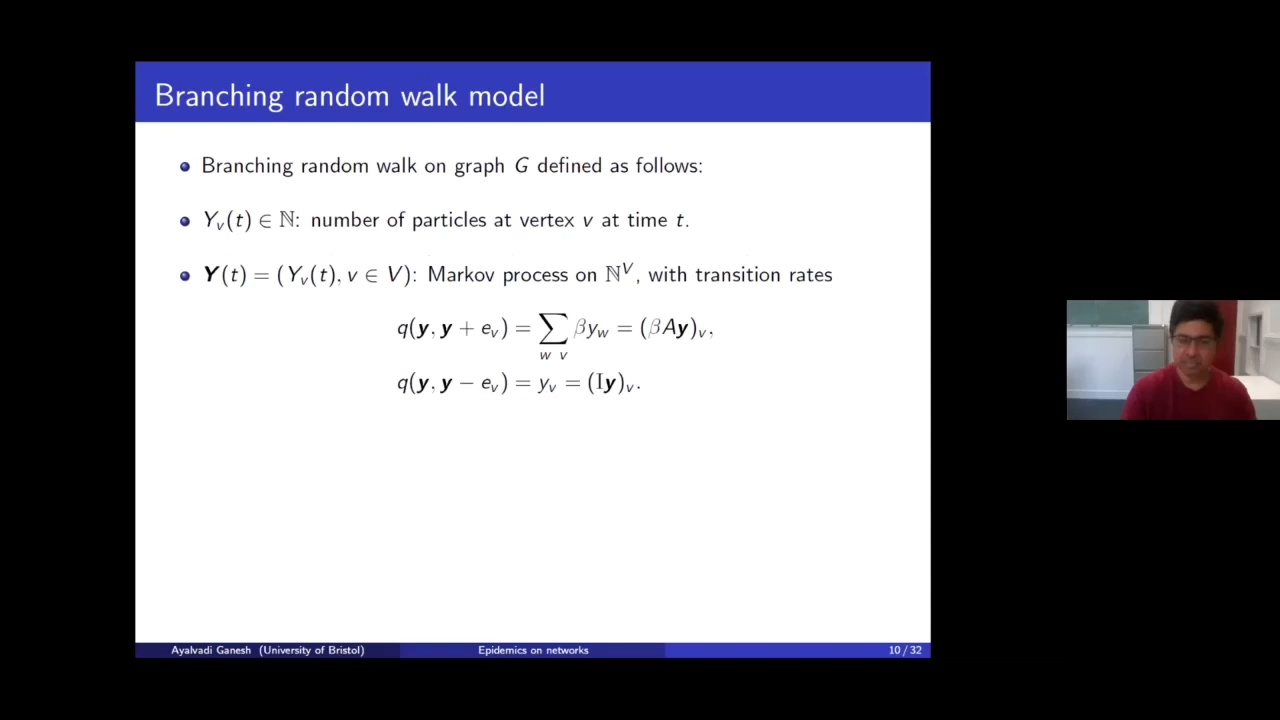 Branching random walk model
Branching random walk on graph G defined as follows:
Y_v(t) ∈ ℕ: number of particles at vertex v at time t.
Y(t) = (Y_v(t), v ∈ V): Markov process on ℕ^V, with transition rates
q(y, y + e_v) = ∑_{w v} βy_w = (βAy)_v,
q(y, y − e_v) = y_v = (Iy)_v.
Ayalvadi Ganesh (University of Bristol) Epidemics on networks 10 / 32